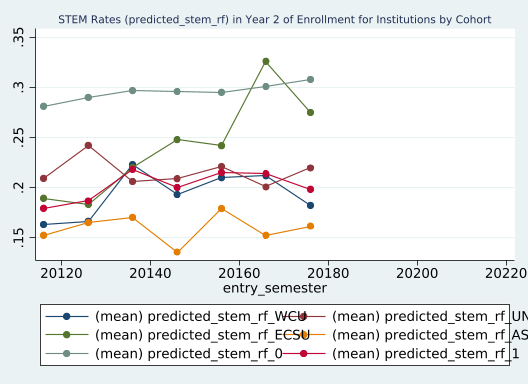 STEM Rates (predicted_stem_rf) in Year 2 of Enrollment for Institutions by Cohort
.35
.3
.25
.2
.15
20120 20140 20160 20180 20200 20220
entry_semester
(mean) predicted_stem_rf_WCU (mean) predicted_stem_rf_UN
(mean) predicted_stem_rf_ECSU (mean) predicted_stem_rf_AS
(mean) predicted_stem_rf_0 (mean) predicted_stem_rf_1